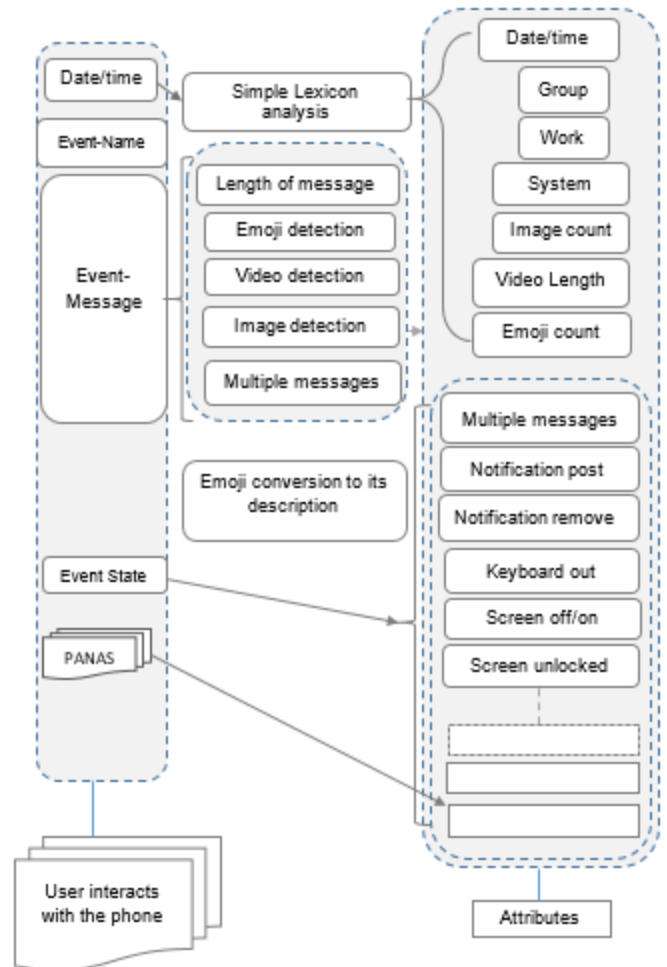 Date/time
Event-Name
Event-
Message
Event State
PANAS
User interacts
with the phone
Simple Lexicon
analysis
Length of message
Emoji detection
Video detection
Image detection
Multiple messages
Emoji conversion to its
description
Date/time
Group
Work
System
Image count
Video Length
Emoji count
Multiple messages
Notification post
Notification remove
Keyboard out
Screen off/on
Screen unlocked
Attributes